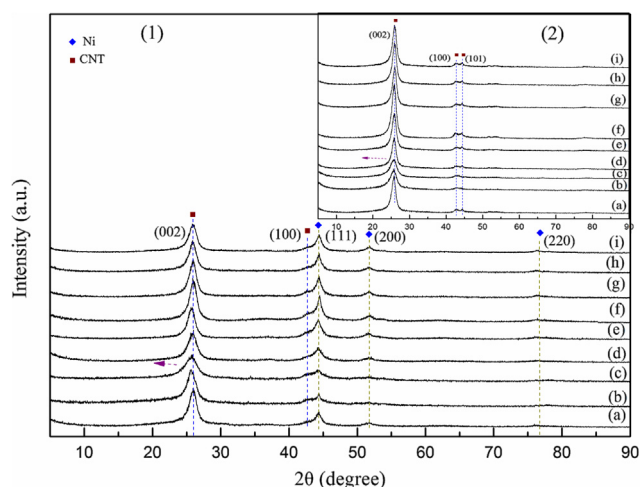 (1)
Ni
CNT
(2)
(002)
(100)
(101)
(i)
(h)
(g)
(f)
(e)
(d)
(c)
(b)
(a)
5 10 20 30 40 50 60 70 80 90
(002)
(100)
(111)
(200)
(220)
(i)
(h)
(g)
(f)
(e)
(d)
(c)
(b)
(a)
Intensity (a.u.)
10 20 30 40 50 60 70 80 90
2θ (degree)